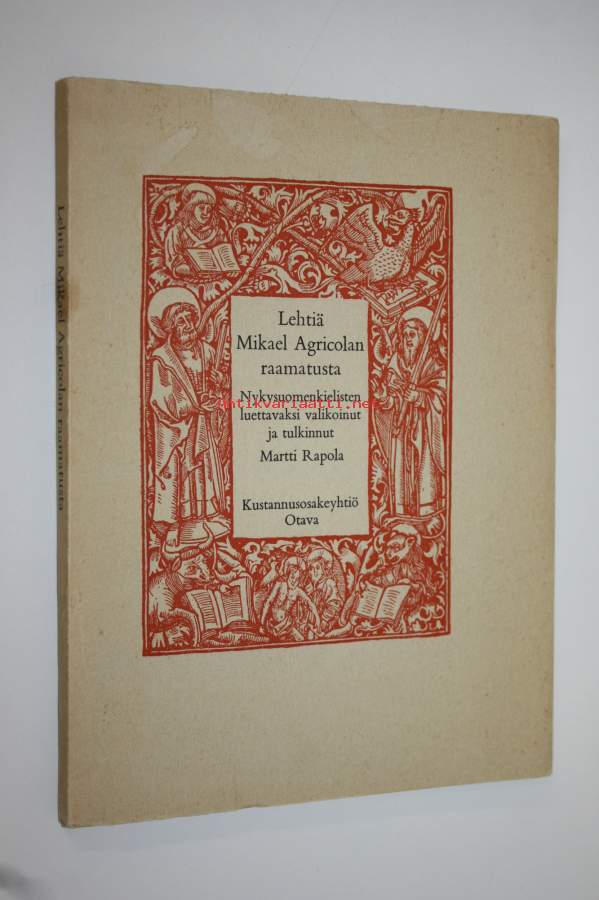 Lehtiä Mikael Agricolan raamatusta
Lehtiä
Mikael Agricolan
raamatusta
Nykysuomenkielisten
Antikvariaatti.net
luettavaksi valikoinut
ja tulkinnut
Martti Rapola
Kustannusosakeyhtiö
Otava